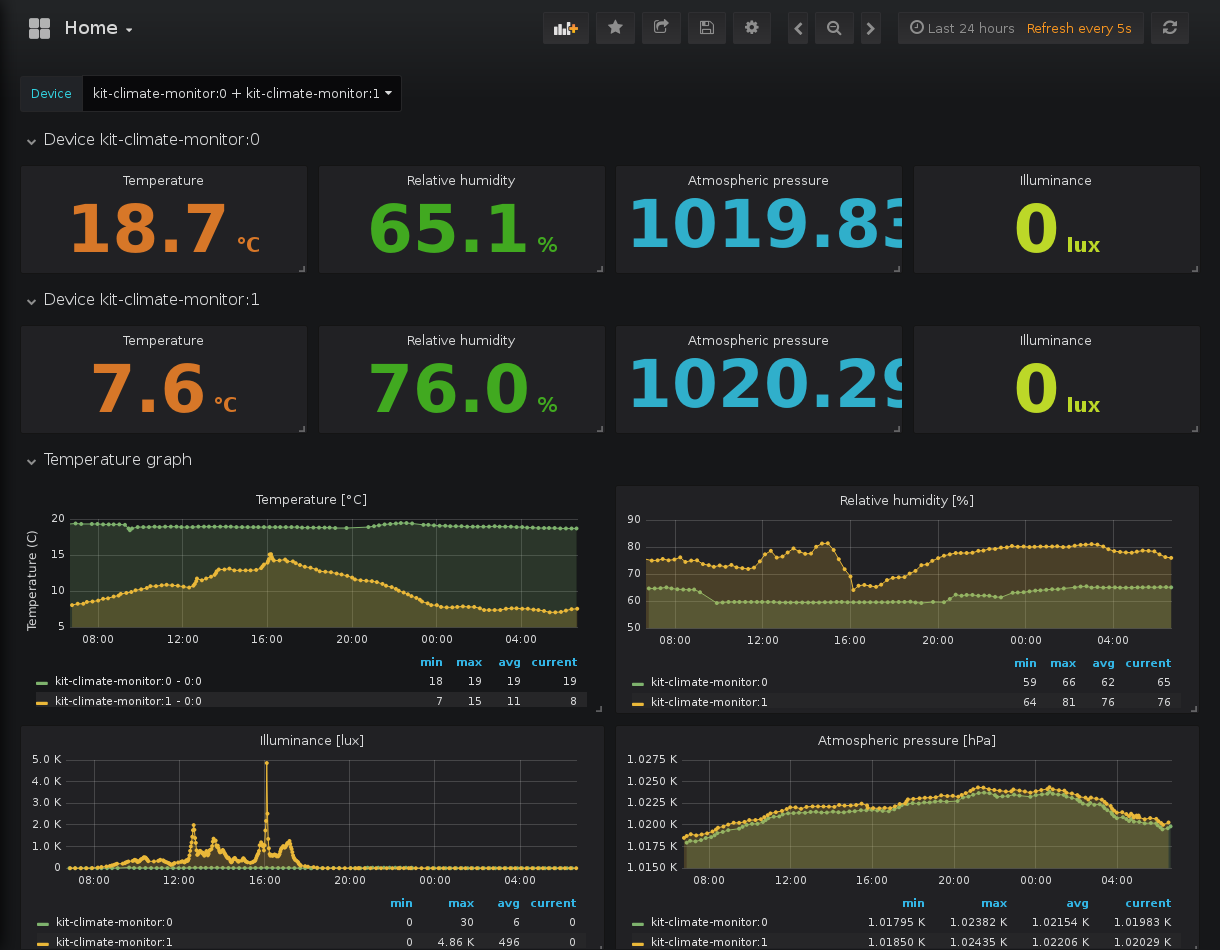 Home
Last 24 hours Refresh every 5s
Device kit-climate-monitor:0 + kit-climate-monitor:1
Device kit-climate-monitor:0
Temperature Relative humidity Atmospheric pressure Illuminance
18.7 °C 65.1 % 1019.83 0 lux
Device kit-climate-monitor:1
Temperature Relative humidity Atmospheric pressure Illuminance
7.6 °C 76.0 % 1020.29 0 lux
Temperature graph
Temperature [°C]
Temperature (C)
20
15
10
5
08:00 12:00 16:00 20:00 00:00 04:00
min max avg current
kit-climate-monitor:0 - 0:0 18 19 19 19
kit-climate-monitor:1 - 0:0 7 15 11 8
Relative humidity [%]
90
80
70
60
50
08:00 12:00 16:00 20:00 00:00 04:00
min max avg current
kit-climate-monitor:0 59 66 62 65
kit-climate-monitor:1 64 81 76 76
Illuminance [lux]
5.0 K
4.0 K
3.0 K
2.0 K
1.0 K
0
08:00 12:00 16:00 20:00 00:00 04:00
min max avg current
kit-climate-monitor:0 0 30 6 0
kit-climate-monitor:1 0 4.86 K 496 0
Atmospheric pressure [hPa]
1.0275 K
1.0250 K
1.0225 K
1.0200 K
1.0175 K
1.0150 K
08:00 12:00 16:00 20:00 00:00 04:00
min max avg current
kit-climate-monitor:0 1.01795 K 1.02382 K 1.02154 K 1.01983 K
kit-climate-monitor:1 1.01850 K 1.02435 K 1.02206 K 1.02029 K